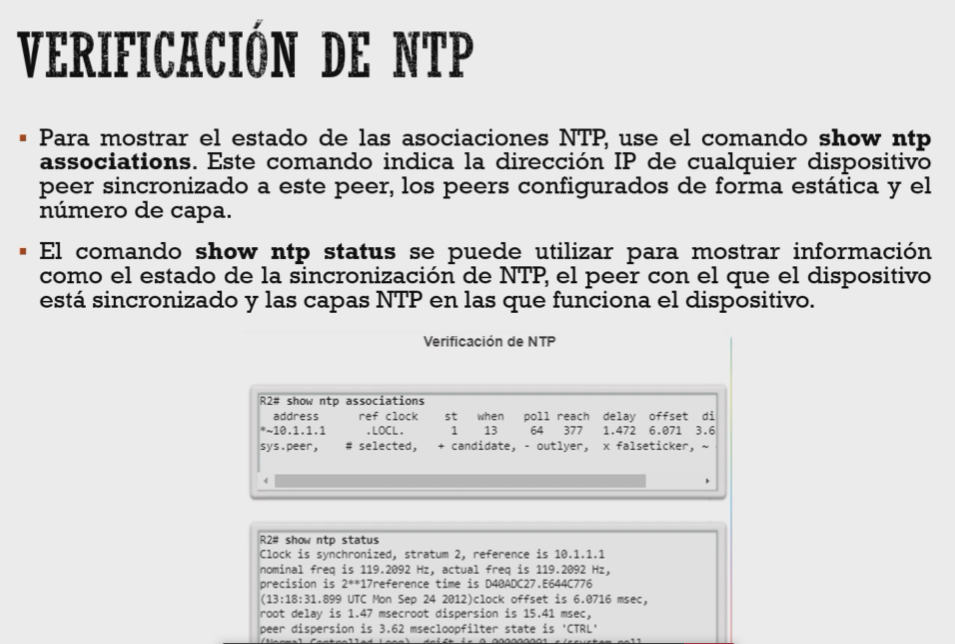 VERIFICACIÓN DE NTP
▪ Para mostrar el estado de las asociaciones NTP, use el comando show ntp
associations. Este comando indica la dirección IP de cualquier dispositivo
peer sincronizado a este peer, los peers configurados de forma estática y el
número de capa.
▪ El comando show ntp status se puede utilizar para mostrar información
como el estado de la sincronización de NTP, el peer con el que el dispositivo
está sincronizado y las capas NTP en las que funciona el dispositivo.
Verificación de NTP
R2# show ntp associations
address ref clock st when poll reach delay offset di
*~10.1.1.1 .LOCL. 1 13 64 377 1.472 6.071 3.6
sys.peer, # selected, + candidate, - outlyer, x falseticker, ~
R2# show ntp status
Clock is synchronized, stratum 2, reference is 10.1.1.1
nominal freq is 119.2092 Hz, actual freq is 119.2092 Hz,
precision is 2**17reference time is D40ADC27.E644C776
(13:18:31.899 UTC Mon Sep 24 2012)clock offset is 6.0716 msec,
root delay is 1.47 msecroot dispersion is 15.41 msec,
peer dispersion is 3.62 msecloopfilter state is 'CTRL'
(Normal Controlled Loop), drift is 0.000000001 s/ssystem poll